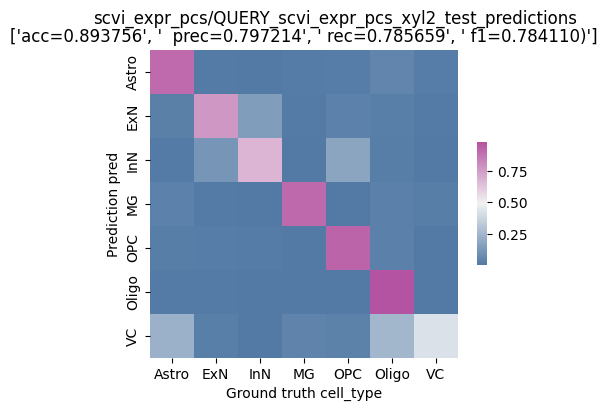 scvi_expr_pcs/QUERY_scvi_expr_pcs_xyl2_test_predictions
['acc=0.893756', '  prec=0.797214', ' rec=0.785659', ' f1=0.784110)']
Astro
ExN
InN
MG
OPC
Oligo
VC
Prediction pred
0.75
0.50
0.25
Astro ExN InN MG OPC Oligo VC
Ground truth cell_type